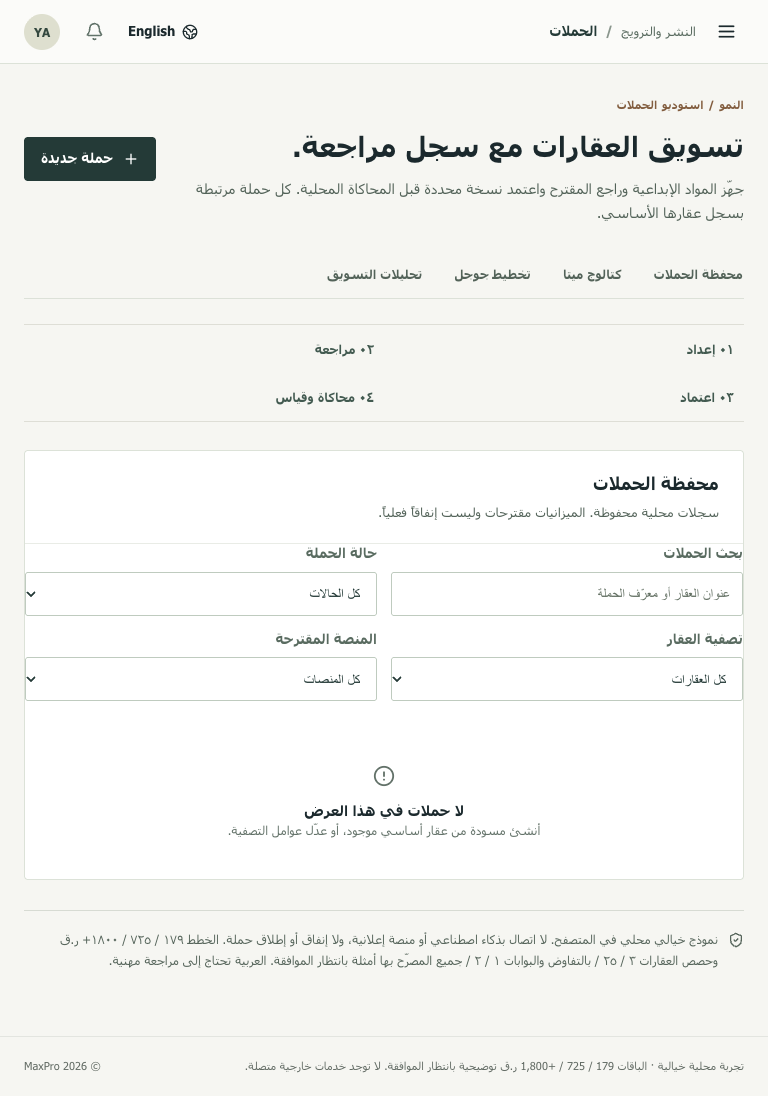 النشر والترويج / الحملات
English
YA
النمو / استوديو الحملات
تسويق العقارات مع سجل مراجعة.
جهّز المواد الإبداعية وراجع المقترح واعتمد نسخة محددة قبل المحاكاة المحلية. كل حملة مرتبطة
بسجل عقارها الأساسي.
حملة جديدة
محفظة الحملات
كتالوج ميتا
تخطيط جوجل
تحليلات التسويق
٠١ إعداد
٠٢ مراجعة
٠٣ اعتماد
٠٤ محاكاة وقياس
محفظة الحملات
سجلات محلية محفوظة. الميزانيات مقترحات وليست إنفاقاً فعلياً.
بحث الحملات
حالة الحملة
عنوان العقار أو معرّف الحملة
كل الحالات
تصفية العقار
المنصة المقترحة
كل العقارات
كل المنصات
لا حملات في هذا العرض
أنشئ مسودة من عقار أساسي موجود، أو عدّل عوامل التصفية.
نموذج خيالي محلي في المتصفح. لا اتصال بذكاء اصطناعي أو منصة إعلانية، ولا إنفاق أو إطلاق حملة. الخطط ١٧٩ / ٧٢٥ / ١٨٠٠+ ر.ق
وحصص العقارات ٢ / ٢٥ / بالتفاوض والبوابات ١ / ٢ / جميع المصرّح بها أمثلة بانتظار الموافقة. العربية تحتاج إلى مراجعة مهنية.
تجربة محلية خيالية · الباقات 179 / 725 / +1,800 ر.ق توضيحية بانتظار الموافقة. لا توجد خدمات خارجية متصلة.
© 2026 MaxPro